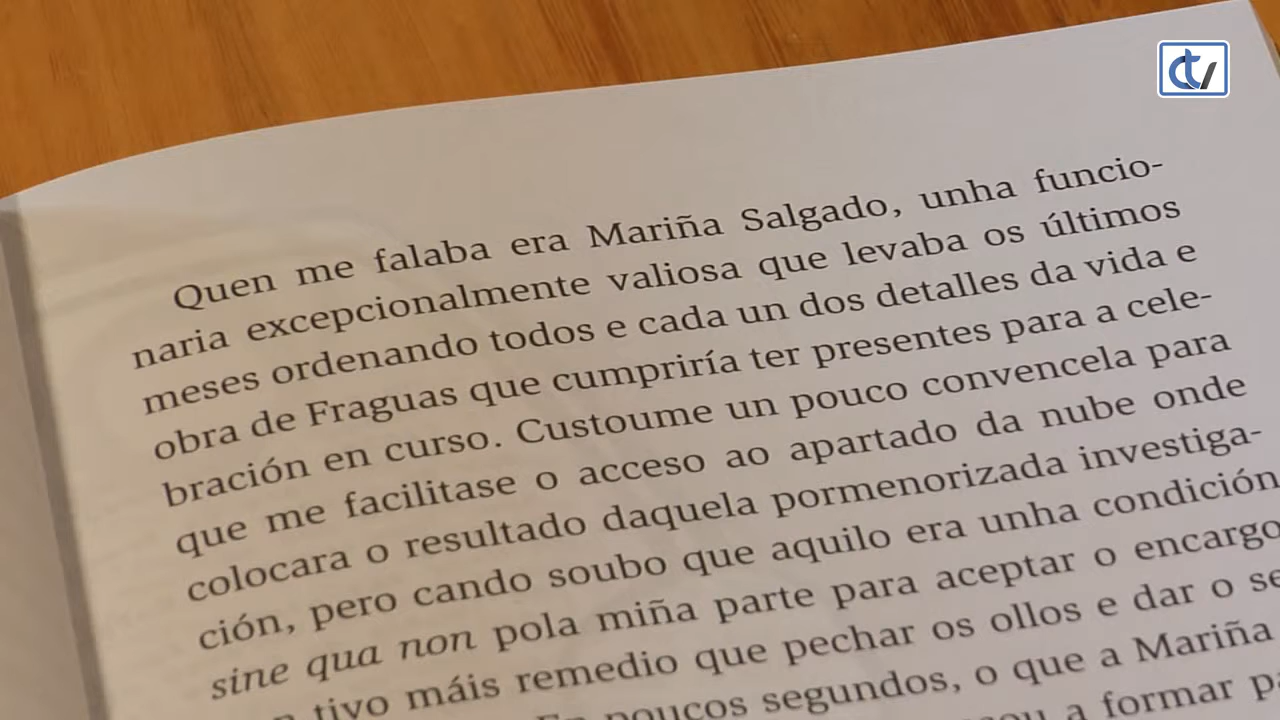 Quen me falaba era Mariña Salgado, unha funcio-
naria excepcionalmente valiosa que levaba os últimos
meses ordenando todos e cada un dos detalles da vida e
obra de Fraguas que cumpriría ter presentes para a cele-
bración en curso. Custoume un pouco convencela para
que me facilitase o acceso ao apartado da nube onde
colocara o resultado daquela pormenorizada investiga-
ción, pero cando soubo que aquilo era unha condición
sine qua non pola miña parte para aceptar o encargo
tivo máis remedio que pechar os ollos e dar o
poucos segundos, o que a Mariña
a formar